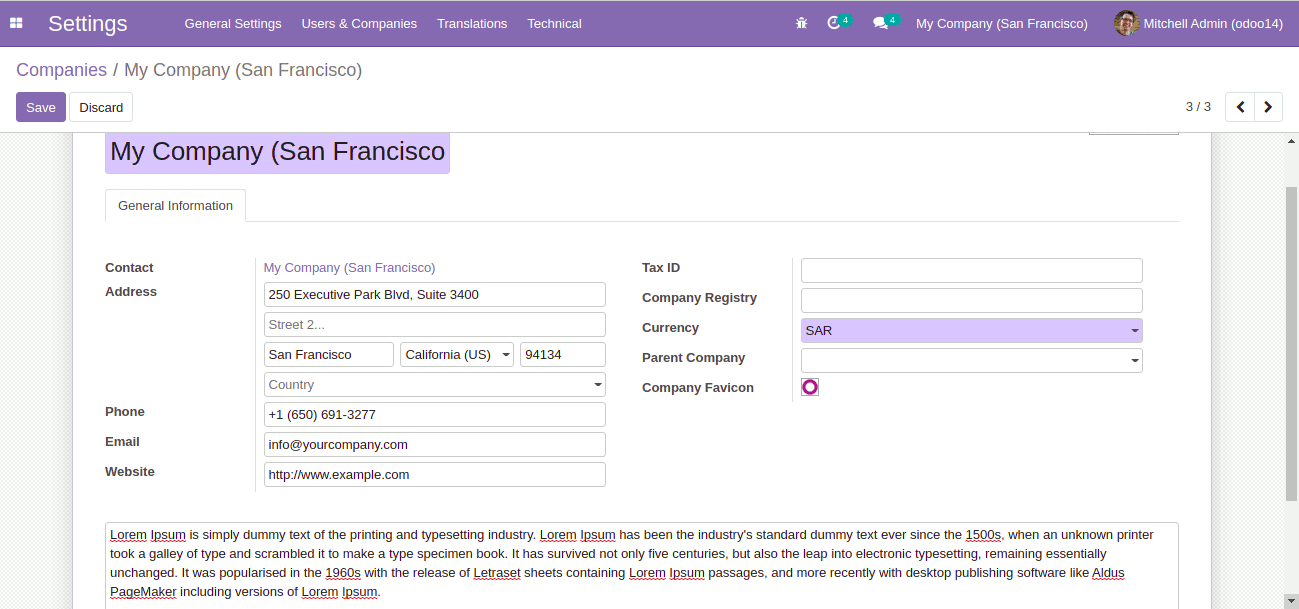 Settings General Settings Users & Companies Translations Technical 4 4 My Company (San Francisco) Mitchell Admin (odoo14)
Companies / My Company (San Francisco)
Save Discard 3 / 3
My Company (San Francisco
General Information
Contact My Company (San Francisco) Tax ID
Address 250 Executive Park Blvd, Suite 3400 Company Registry
Street 2... Currency SAR
San Francisco California (US) 94134 Parent Company
Country Company Favicon
Phone +1 (650) 691-3277
Email info@yourcompany.com
Website http://www.example.com
Lorem Ipsum is simply dummy text of the printing and typesetting industry. Lorem Ipsum has been the industry's standard dummy text ever since the 1500s, when an unknown printer
took a galley of type and scrambled it to make a type specimen book. It has survived not only five centuries, but also the leap into electronic typesetting, remaining essentially
unchanged. It was popularised in the 1960s with the release of Letraset sheets containing Lorem Ipsum passages, and more recently with desktop publishing software like Aldus
PageMaker including versions of Lorem Ipsum.